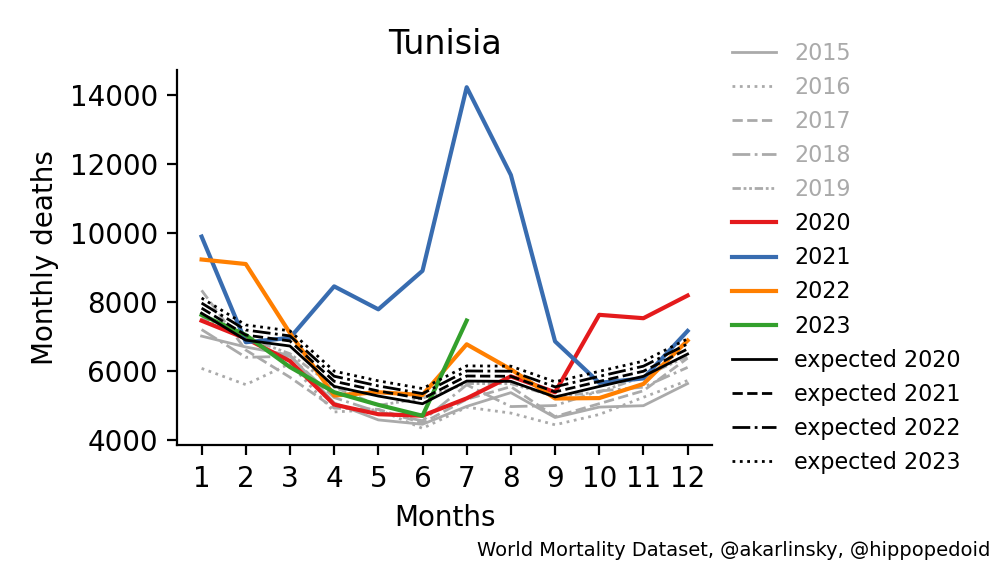 Tunisia
Monthly deaths
14000
12000
10000
8000
6000
4000
1 2 3 4 5 6 7 8 9 10 11 12
Months
2015
2016
2017
2018
2019
2020
2021
2022
2023
expected 2020
expected 2021
expected 2022
expected 2023
World Mortality Dataset, @akarlinsky, @hippopedoid